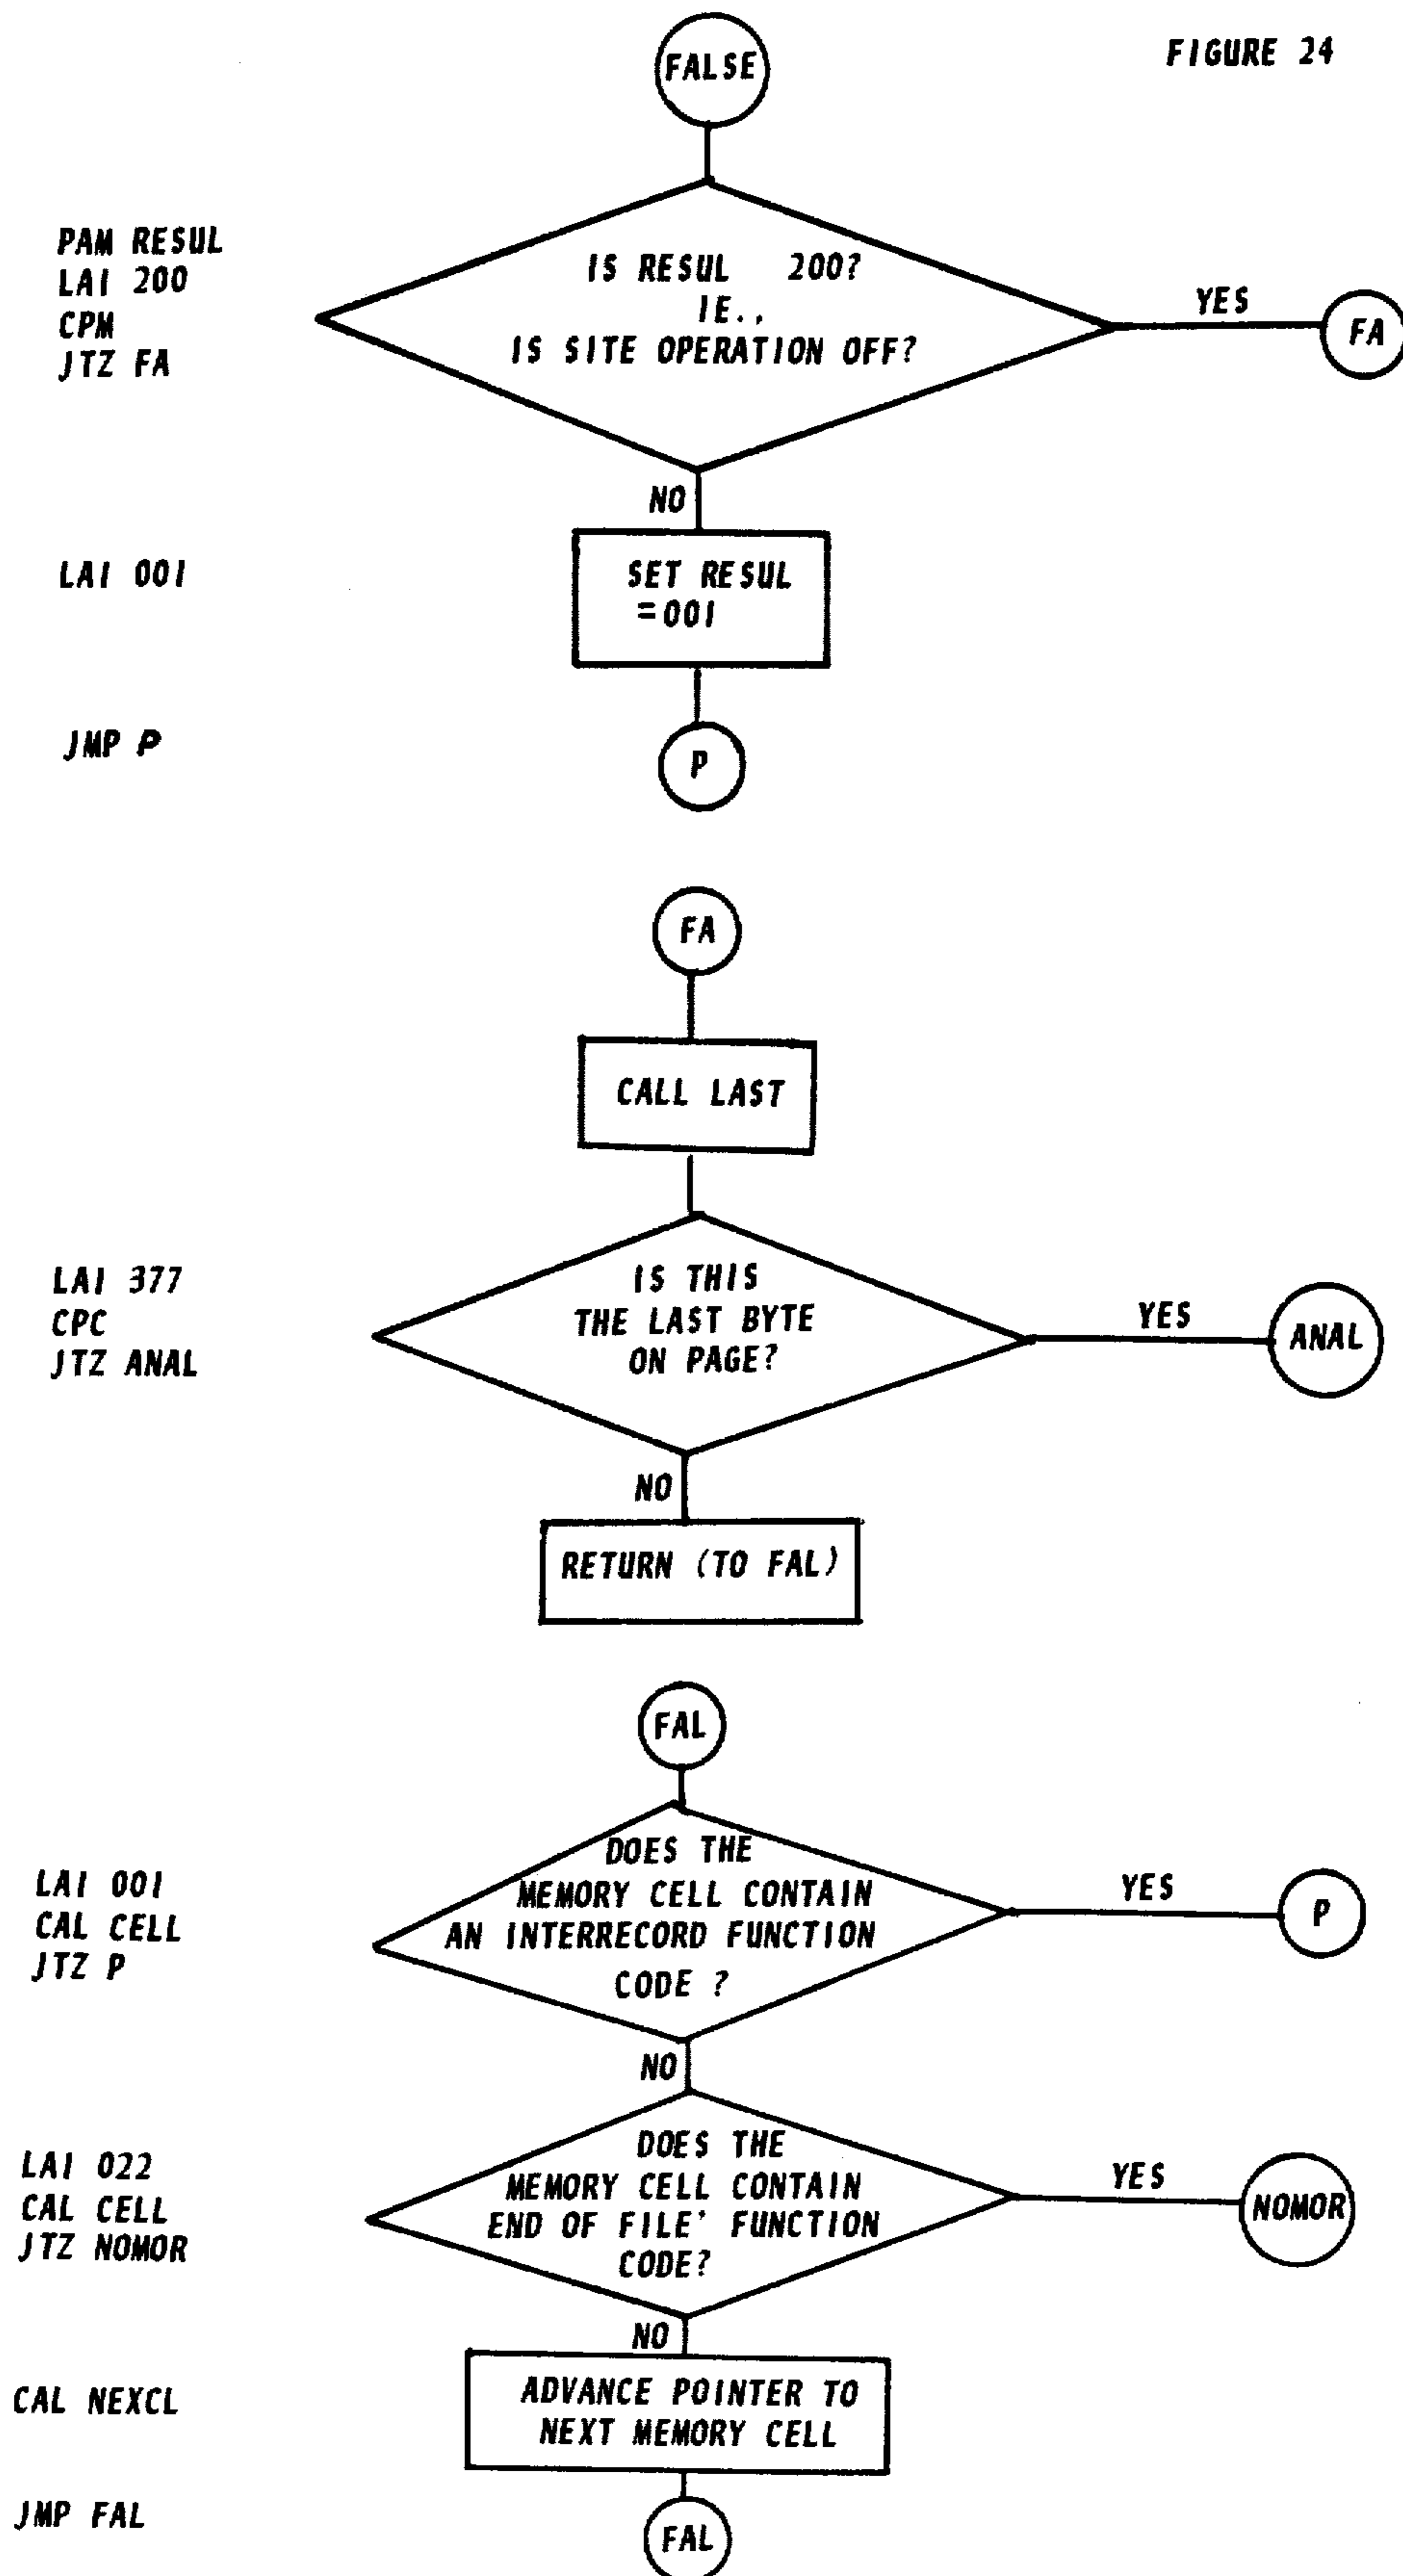 FIGURE 24
FALSE
PAM RESUL
LAI 200
CPM
JTZ FA
IS RESUL 200?
IE.,
IS SITE OPERATION OFF?
YES
FA
NO
LAI 001
SET RESUL
=001
JMP P
P
FA
CALL LAST
LAI 377
CPC
JTZ ANAL
IS THIS
THE LAST BYTE
ON PAGE?
YES
ANAL
NO
RETURN (TO FAL)
FAL
LAI 001
CAL CELL
JTZ P
DOES THE
MEMORY CELL CONTAIN
AN INTERRECORD FUNCTION
CODE ?
YES
P
NO
LAI 022
CAL CELL
JTZ NOMOR
DOES THE
MEMORY CELL CONTAIN
END OF FILE' FUNCTION
CODE?
YES
NOMOR
NO
CAL NEXCL
ADVANCE POINTER TO
NEXT MEMORY CELL
JMP FAL
FAL